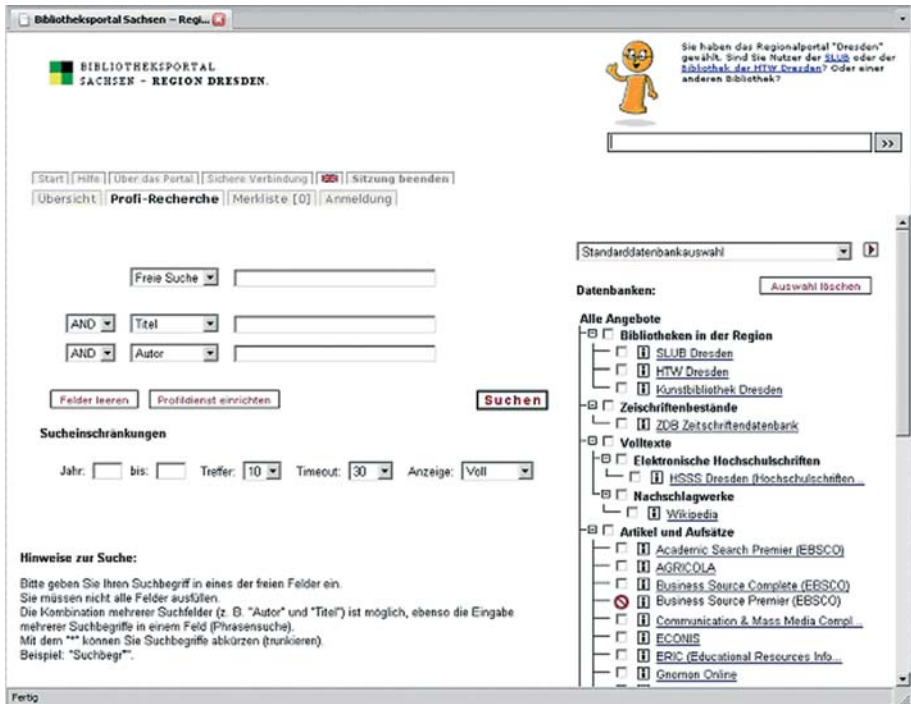 Bibliotheksportal Sachsen – Regi...
BIBLIOTHEKSPORTAL
SACHSEN – REGION DRESDEN.
Sie haben das Regionalportal "Dresden"
gewählt. Sind Sie Nutzer der SLUB oder der
Bibliothek der HTW Dresden? Oder einer
anderen Bibliothek?
>>
Start Hilfe Über das Portal Sichere Verbindung Sitzung beenden
Übersicht Profi-Recherche Merkliste [0] Anmeldung
Freie Suche
AND Titel
AND Autor
Felder leeren Profildienst einrichten Suchen
Sucheinschränkungen
Jahr: bis: Treffer: 10 Timeout: 30 Anzeige: Voll
Hinweise zur Suche:
Bitte geben Sie Ihren Suchbegriff in eines der freien Felder ein.
Sie müssen nicht alle Felder ausfüllen.
Die Kombination mehrerer Suchfelder (z. B. "Autor" und "Titel") ist möglich, ebenso die Eingabe
mehrerer Suchbegriffe in einem Feld (Phrasensuche).
Mit dem "*" können Sie Suchbegriffe abkürzen (trunkieren).
Beispiel: "Suchbegr*".
Standarddatenbankauswahl
Datenbanken: Auswahl löschen
Alle Angebote
Bibliotheken in der Region
SLUB Dresden
HTW Dresden
Kunstbibliothek Dresden
Zeischriftenbestände
ZDB Zeitschriftendatenbank
Volltexte
Elektronische Hochschulschriften
HSSS Dresden (Hochschulschriften ...
Nachschlagwerke
Wikipedia
Artikel und Aufsätze
Academic Search Premier (EBSCO)
AGRICOLA
Business Source Complete (EBSCO)
Business Source Premier (EBSCO)
Communication & Mass Media Compl...
ECONIS
ERIC (Educational Resources Info...
Gnomon Online
Fertig